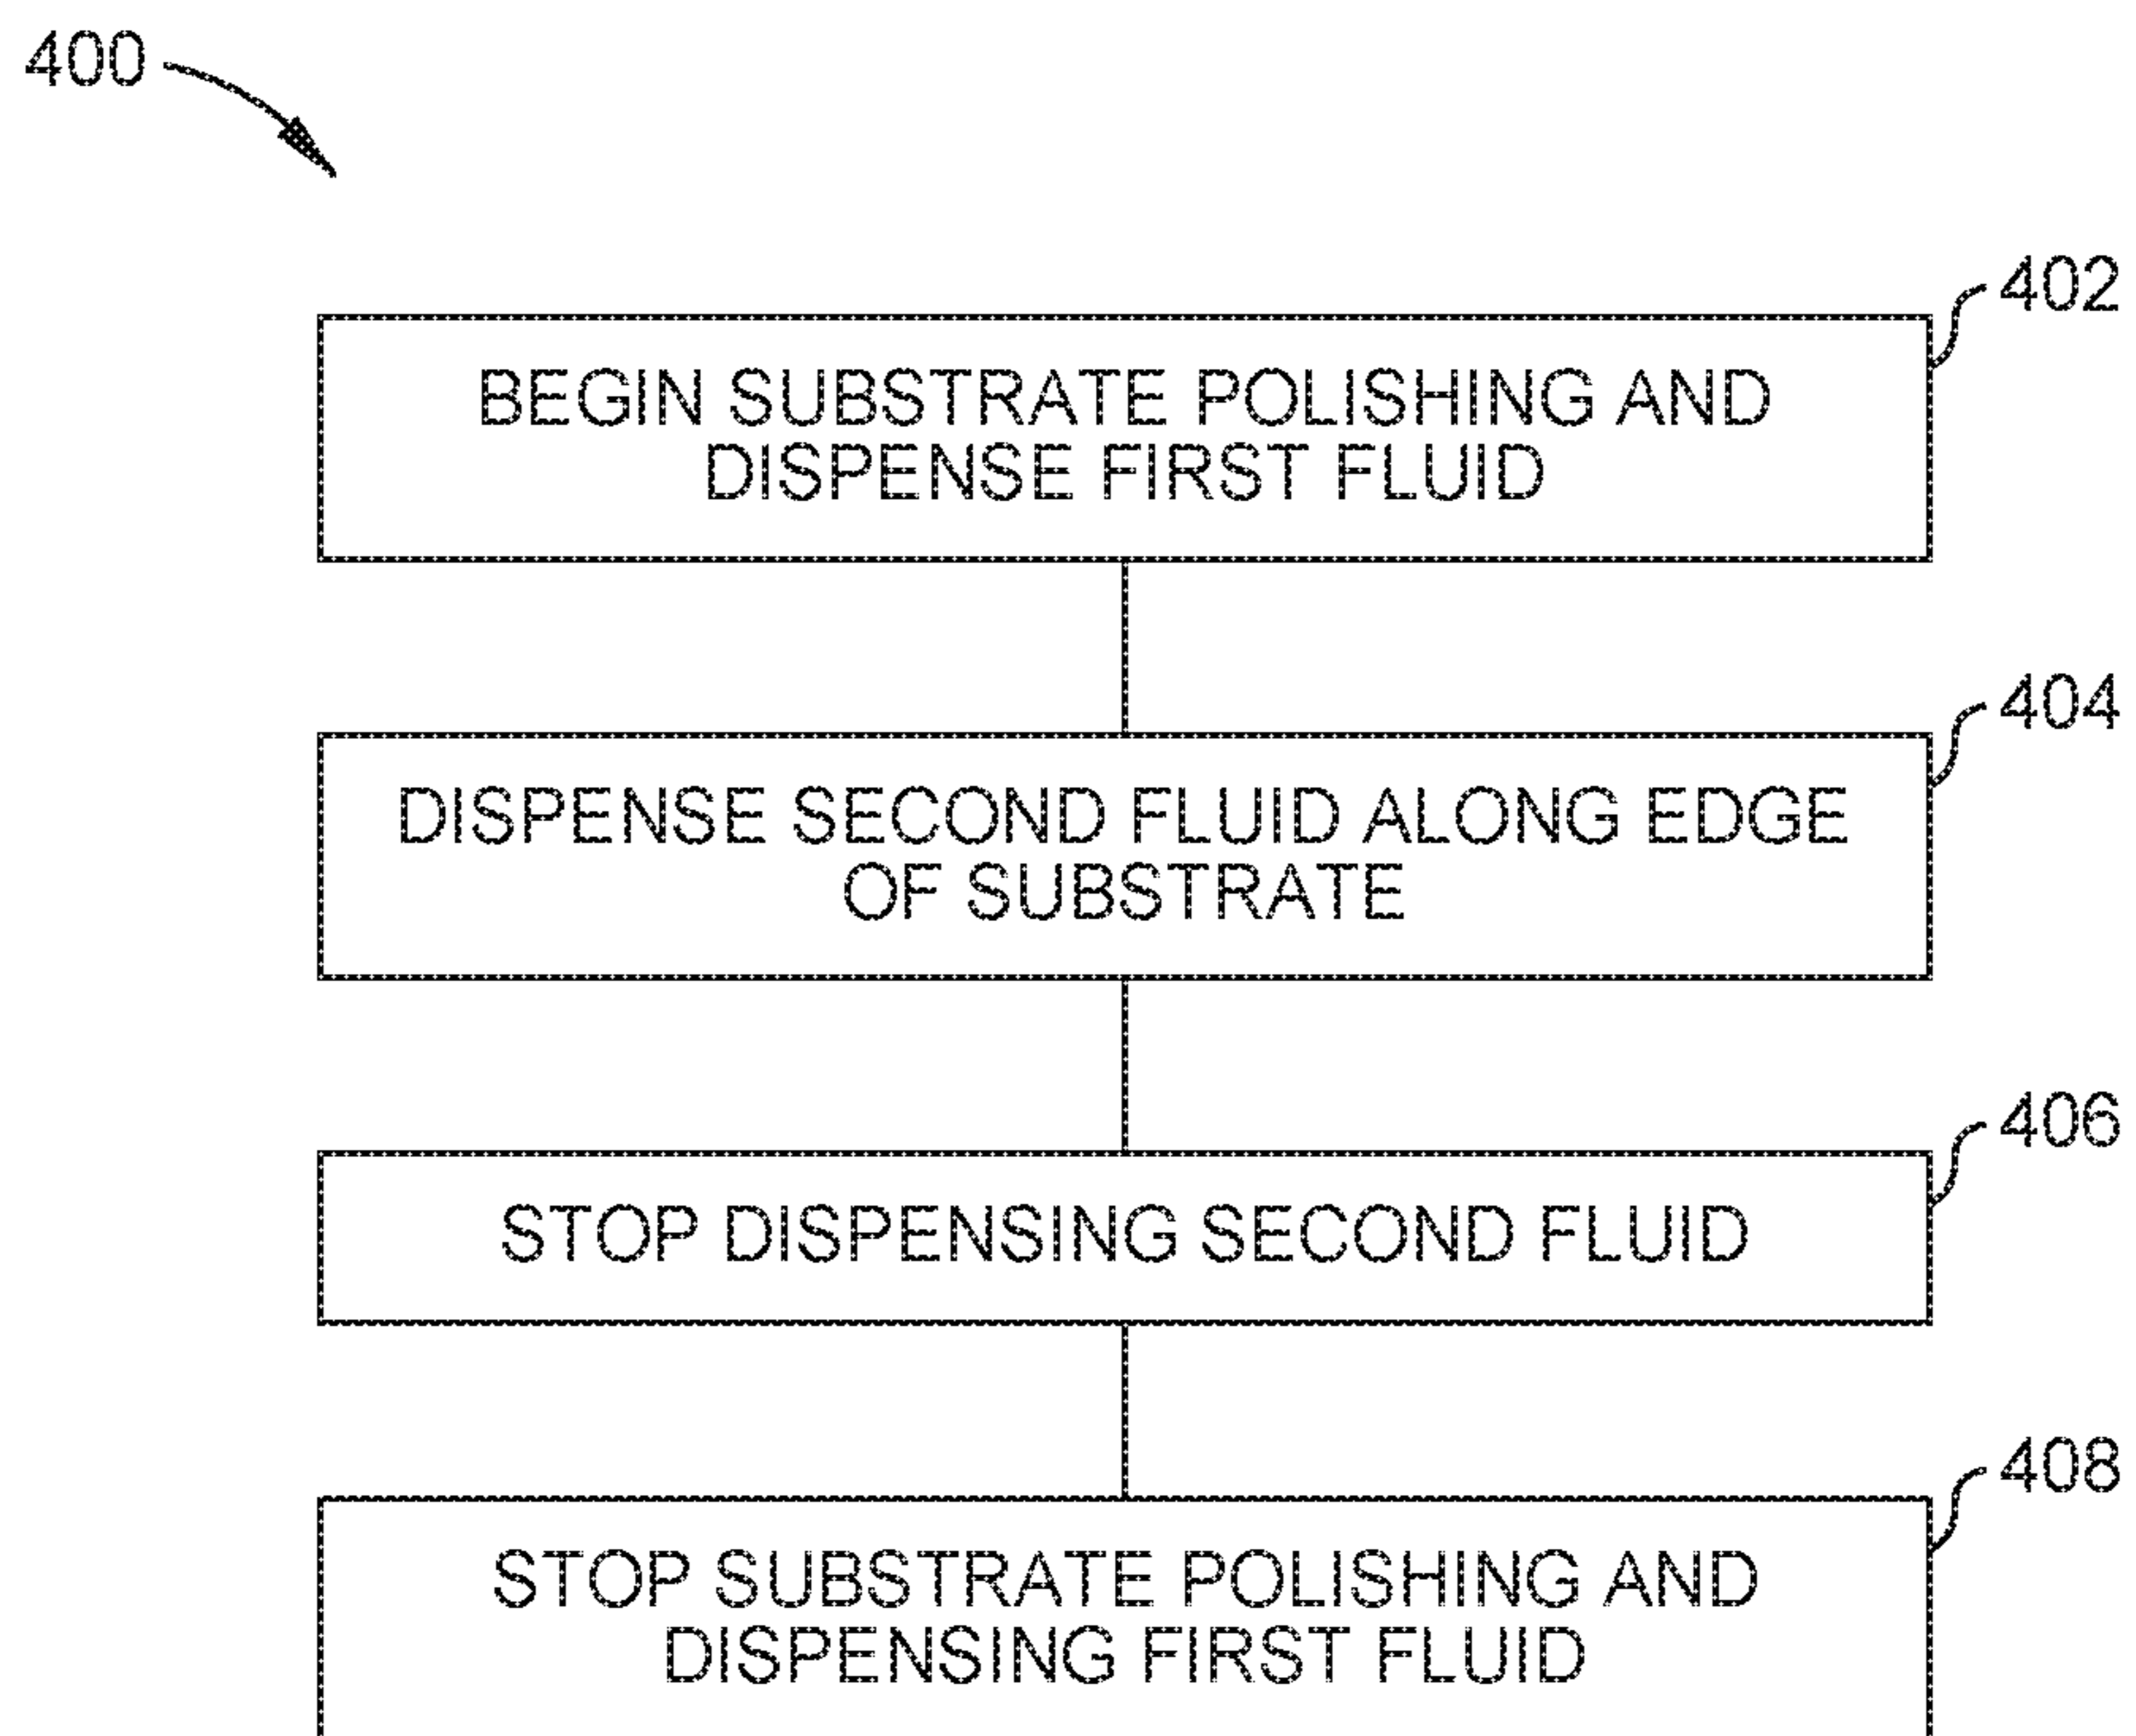 400
402
BEGIN SUBSTRATE POLISHING AND
DISPENSE FIRST FLUID
404
DISPENSE SECOND FLUID ALONG EDGE
OF SUBSTRATE
406
STOP DISPENSING SECOND FLUID
408
STOP SUBSTRATE POLISHING AND
DISPENSING FIRST FLUID